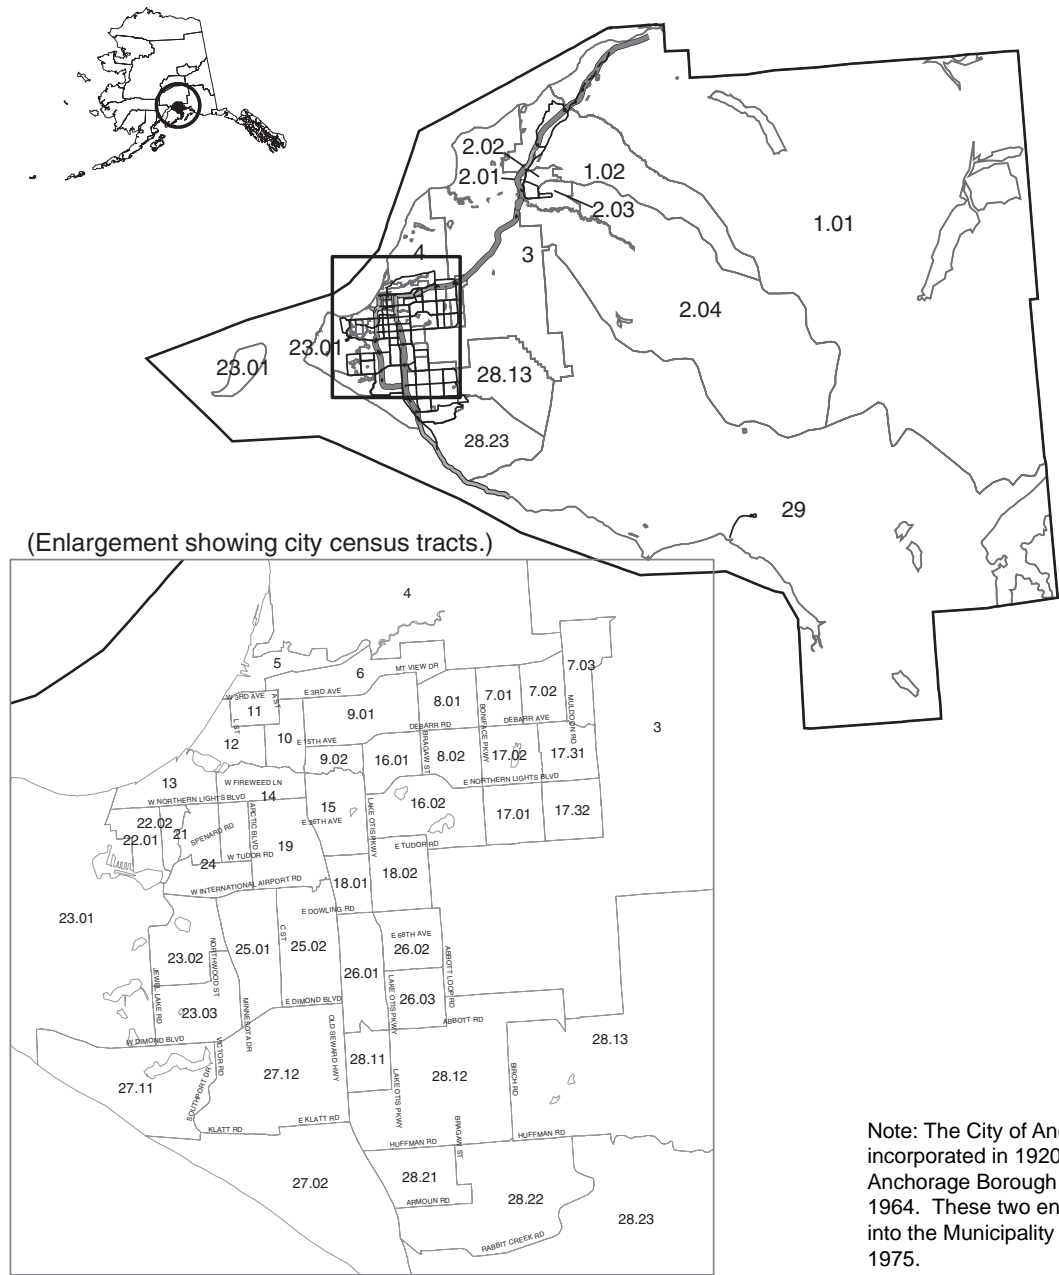 2.02
2.01
1.02
2.03
1.01
4
3
2.04
23.01
23.01
28.13
28.23
29
(Enlargement showing city census tracts.)
4
5
6
MT VIEW DR
7.03
W 3RD AVE
A ST
E 3RD AVE
8.01
7.01
7.02
MULDOON RD
11
L ST
9.01
BONIFACE PKWY
DEBARR RD
DEBARR AVE
3
12
10
E 15TH AVE
BRAGAW ST
9.02
16.01
8.02
17.02
17.31
13
W FIREWEED LN
E NORTHERN LIGHTS BLVD
W NORTHERN LIGHTS BLVD
14
15
LAKE OTIS PKWY
16.02
17.01
17.32
22.02
21
SPENARD RD
ARCTIC BLVD
E 36TH AVE
22.01
19
E TUDOR RD
24
W TUDOR RD
W INTERNATIONAL AIRPORT RD
18.01
18.02
23.01
E DOWLING RD
C ST
E 68TH AVE
23.02
NORTHWOOD ST
25.01
25.02
26.02
ABBOTT LOOP RD
26.01
JEWEL LAKE RD
LAKE OTIS PKWY
26.03
E DIMOND BLVD
23.03
MINNESOTA DR
OLD SEWARD HWY
ABBOTT RD
W DIMOND BLVD
VICTOR RD
28.13
28.11
27.11
27.12
28.12
BIRCH RD
SOUTHPORT DR
LAKE OTIS PKWY
KLATT RD
E KLATT RD
BRAGAW ST
HUFFMAN RD
HUFFMAN RD
27.02
28.21
ARMOUN RD
28.22
28.23
RABBIT CREEK RD
Note: The City of An
incorporated in 1920
Anchorage Borough
1964. These two en
into the Municipality
1975.